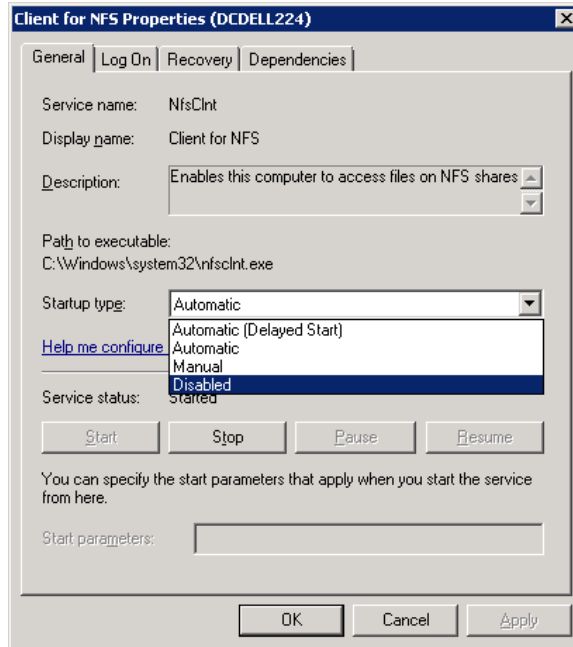 Client for NFS Properties (DCDELL224)
General Log On Recovery Dependencies
Service name: NfsClnt
Display name: Client for NFS
Description: Enables this computer to access files on NFS shares
Path to executable:
C:\Windows\system32\nfsclnt.exe
Startup type: Automatic
Automatic (Delayed Start)
Help me configure Automatic
Manual
Disabled
Service status: Started
Start Stop Pause Resume
You can specify the start parameters that apply when you start the service
from here.
Start parameters:
OK Cancel Apply